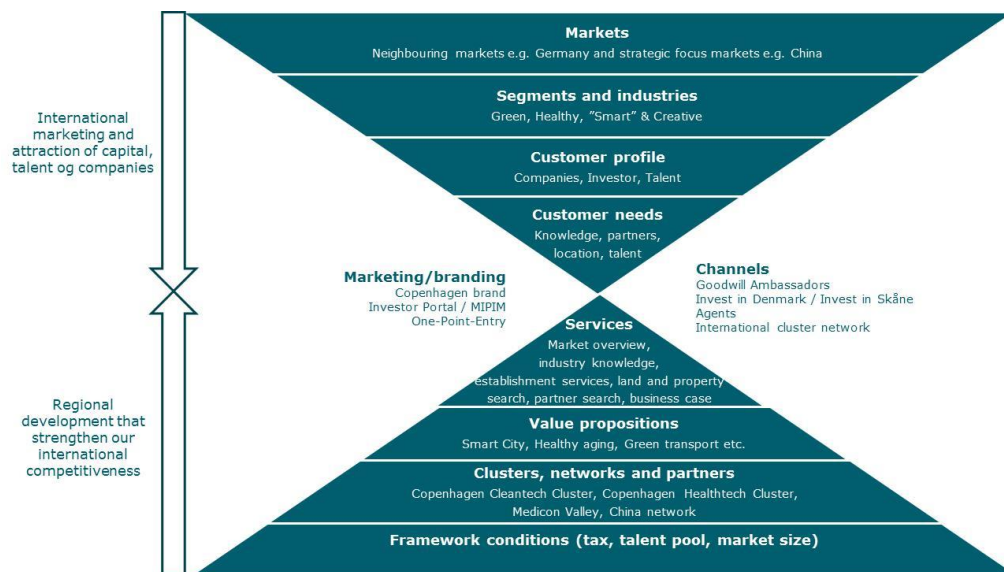 Markets
Neighbouring markets e.g. Germany and strategic focus markets e.g. China
Segments and industries
Green, Healthy, ”Smart” & Creative
Customer profile
Companies, Investor, Talent
Customer needs
Knowledge, partners,
location, talent
International
marketing and
attraction of capital,
talent og companies
Marketing/branding
Copenhagen brand
Investor Portal / MIPIM
One-Point-Entry
Channels
Goodwill Ambassadors
Invest in Denmark / Invest in Skåne
Agents
International cluster network
Services
Market overview,
industry knowledge,
establishment services, land and property
search, partner search, business case
Value propositions
Smart City, Healthy aging, Green transport etc.
Clusters, networks and partners
Copenhagen Cleantech Cluster, Copenhagen Healthtech Cluster,
Medicon Valley, China network
Framework conditions (tax, talent pool, market size)
Regional
development that
strengthen our
international
competitiveness